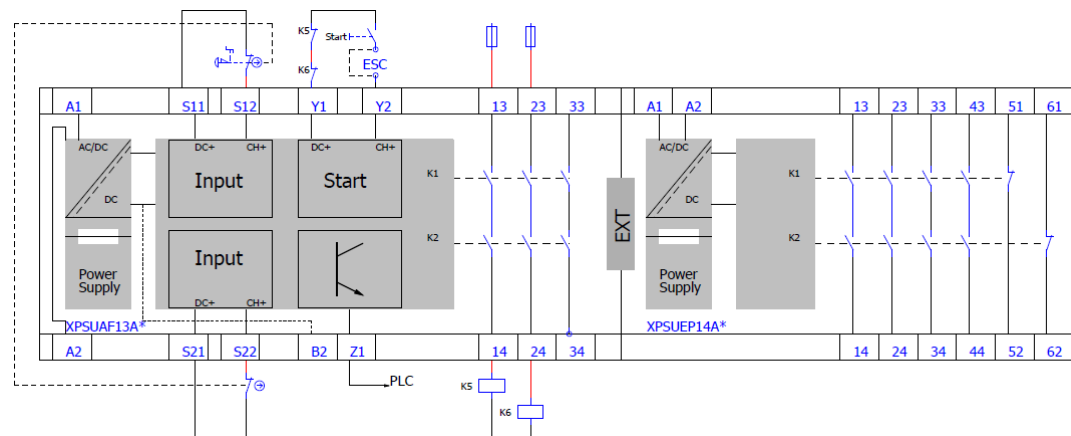 K5
Start
K6
ESC
A1 S11 S12 Y1 Y2 13 23 33 A1 A2 13 23 33 43 51 61
AC/DC DC+ CH+ DC+ CH+ AC/DC
Input Start K1 K1
DC DC
EXT
K2 K2
Input
Power
Supply
Power
Supply
DC+ CH+
XPSUAF13A* XPSUEP14A*
A2 S21 S22 B2 Z1 14 24 34 14 24 34 44 52 62
PLC K5
K6